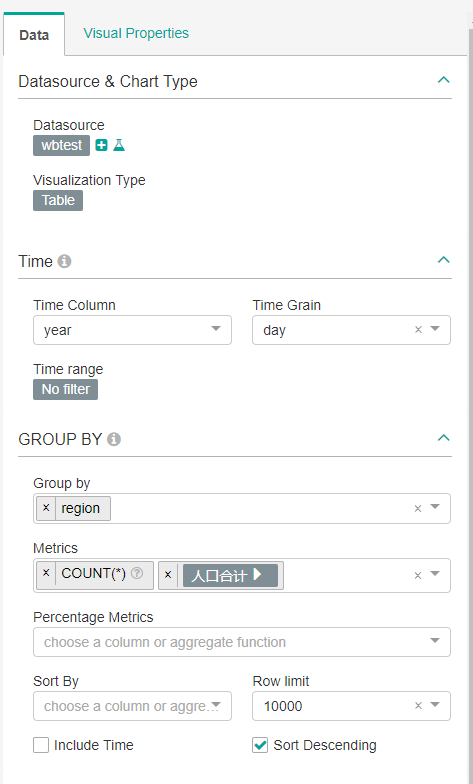 Data Visual Properties
Datasource & Chart Type
Datasource
wbtest
Visualization Type
Table
Time
Time Column Time Grain
year day
Time range
No filter
GROUP BY
Group by
region
Metrics
COUNT(*) 人口合计
Percentage Metrics
choose a column or aggregate function
Sort By Row limit
choose a column or aggre... 10000
Include Time Sort Descending